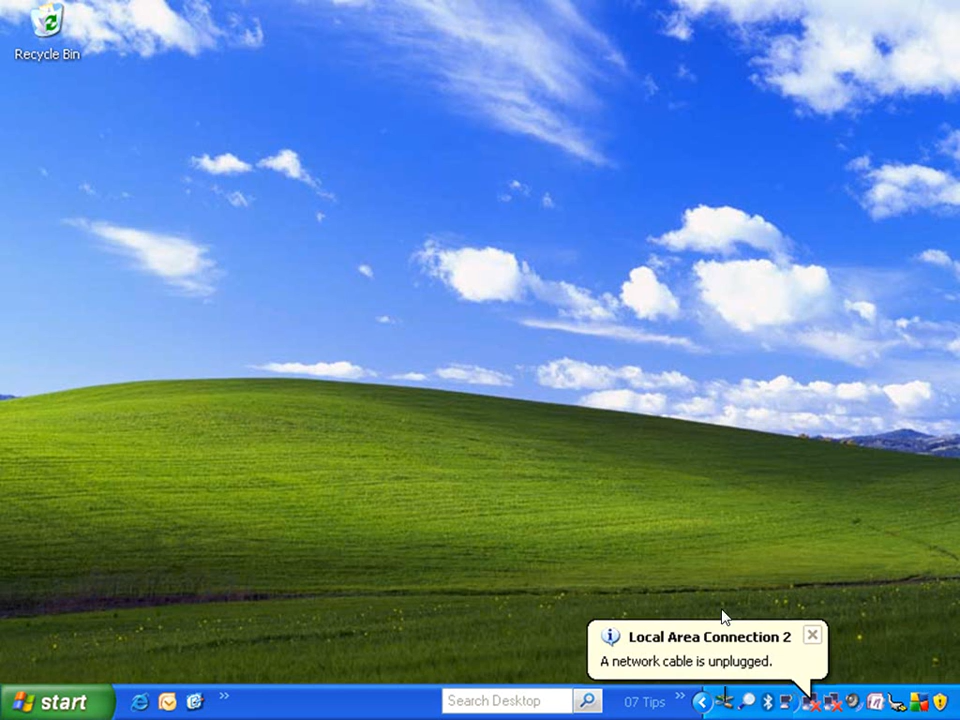 Recycle Bin
Local Area Connection 2
A network cable is unplugged.
start
Search Desktop
07 Tips